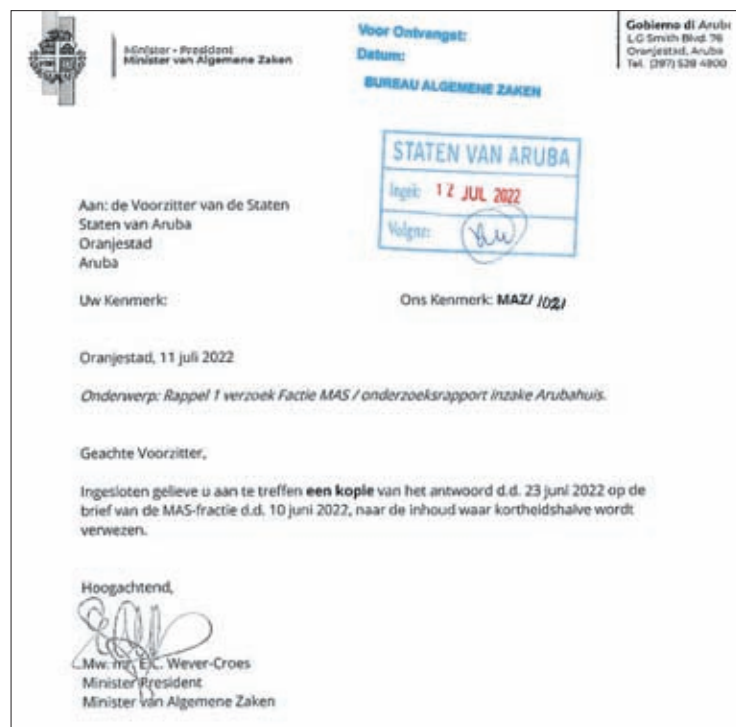 Minister - President
Minister van Algemene Zaken
Voor Ontvangst:
Datum:
BUREAU ALGEMENE ZAKEN
Gobierno di Arub
L.G Smith Blvd. 76
Oranjestad, Aruba
Tel. (297) 528 4900
STATEN VAN ARUBA
Ingek: 12 JUL 2022
Volgnr:
Aan: de Voorzitter van de Staten
Staten van Aruba
Oranjestad
Aruba
Uw Kenmerk:
Ons Kenmerk: MAZ/ 1021
Oranjestad, 11 juli 2022
Onderwerp: Rappel 1 verzoek Factie MAS / onderzoeksrapport inzake Arubahuis.
Geachte Voorzitter,
Ingesloten gelieve u aan te treffen een kopie van het antwoord d.d. 23 juni 2022 op de
brief van de MAS-fractie d.d. 10 juni 2022, naar de inhoud waar kortheidshalve wordt
verwezen.
Hoogachtend,
Mw. mr. E.C. Wever-Croes
Minister President
Minister van Algemene Zaken